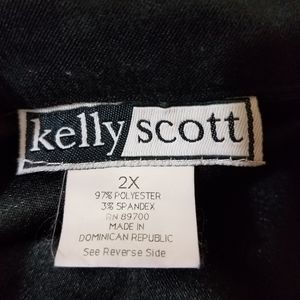 kelly scott
2X
97% POLYESTER
3% SPANDEX
RN 89700
MADE IN
DOMINICAN REPUBLIC
See Reverse Side